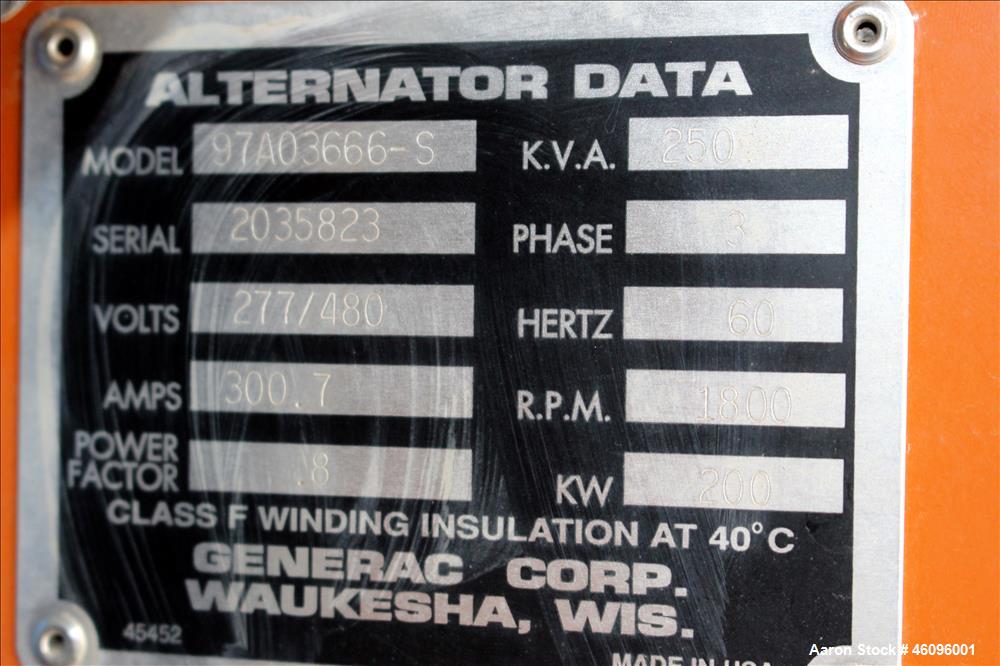 ALTERNATOR DATA
MODEL 97A03666-S K.V.A. 250
SERIAL 2035823 PHASE 3
VOLTS 277/480 HERTZ 60
AMPS 300.7 R.P.M. 1800
POWER
FACTOR .8 KW 200
CLASS F WINDING INSULATION AT 40°C
GENERAC CORP.
WAUKESHA, WIS.
45452
MADE IN USA
Aaron Stock # 46096001